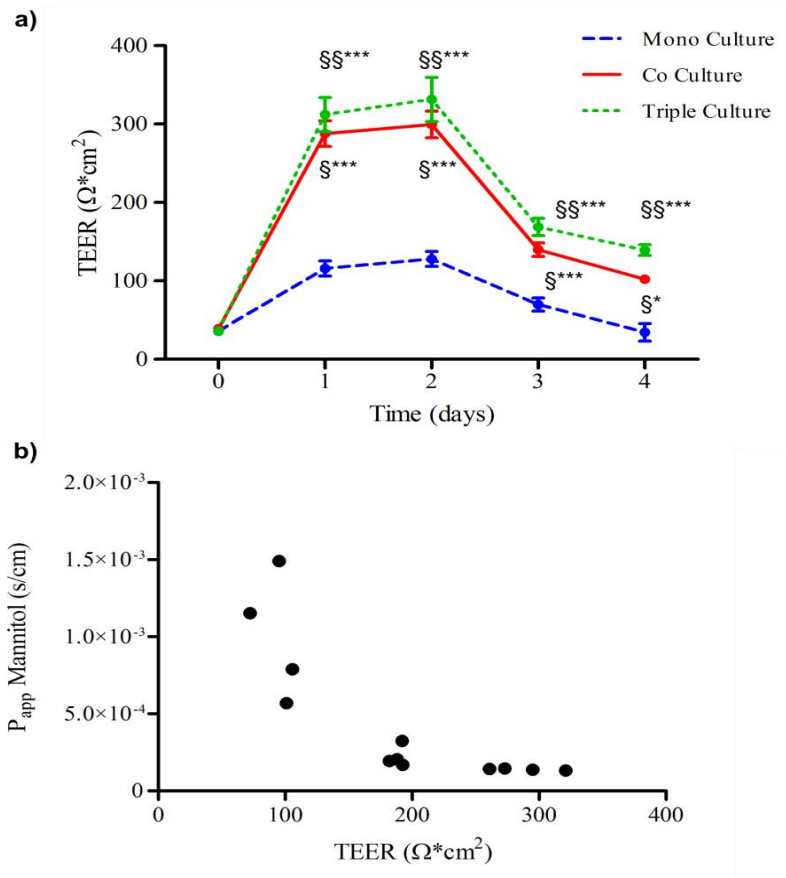 a)
400
300
200
100
0
TEER (Ω*cm2)
§§*** §§***
§*** §***
§§*** §§***
§***
§*
Mono Culture
Co Culture
Triple Culture
0 1 2 3 4
Time (days)
b)
2.0×10-3
1.5×10-3
1.0×10-3
5.0×10-4
0
Papp Mannitol (s/cm)
0 100 200 300 400
TEER (Ω*cm2)